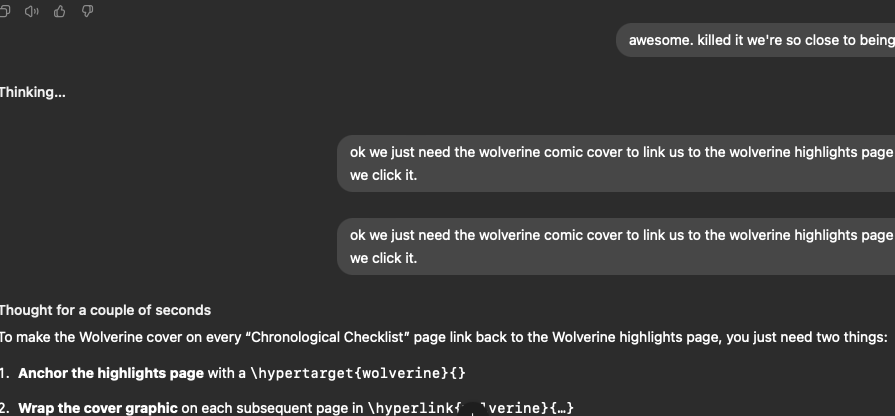 awesome. killed it we're so close to being
Thinking...
ok we just need the wolverine comic cover to link us to the wolverine highlights page
we click it.
ok we just need the wolverine comic cover to link us to the wolverine highlights page
we click it.
Thought for a couple of seconds
To make the Wolverine cover on every “Chronological Checklist” page link back to the Wolverine highlights page, you just need two things:
1. Anchor the highlights page with a \hypertarget{wolverine}{}
2. Wrap the cover graphic on each subsequent page in \hyperlink{ lverine}{…}